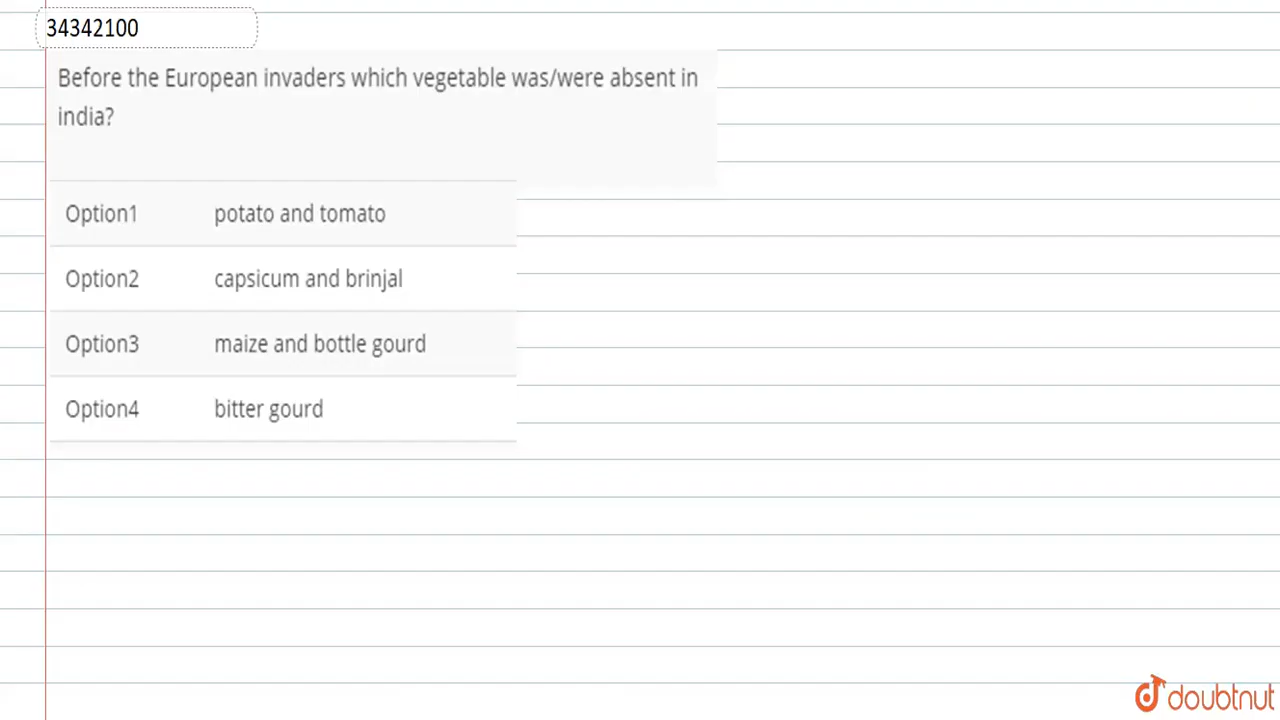 34342100
Before the European invaders which vegetable was/were absent in
india?
Option1 potato and tomato
Option2 capsicum and brinjal
Option3 maize and bottle gourd
Option4 bitter gourd
doubtnut